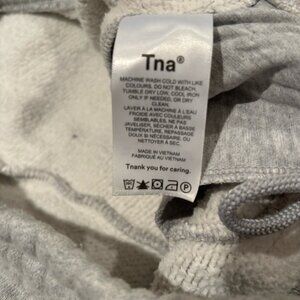 Tna®
MACHINE WASH COLD WITH LIKE
COLOURS. DO NOT BLEACH.
TUMBLE DRY LOW. COOL IRON
ONLY IF NEEDED, OR DRY
CLEAN.
LAVER À LA MACHINE À L'EAU
FROIDE AVEC COULEURS
SEMBLABLES. NE PAS
JAVELISER. SÉCHER À BASSE
TEMPÉRATURE. REPASSAGE
DOUX SI NÉCESSAIRE, OU
NETTOYER À SEC.
MADE IN VIETNAM
FABRIQUÉ AU VIETNAM
Thank you for caring.
P